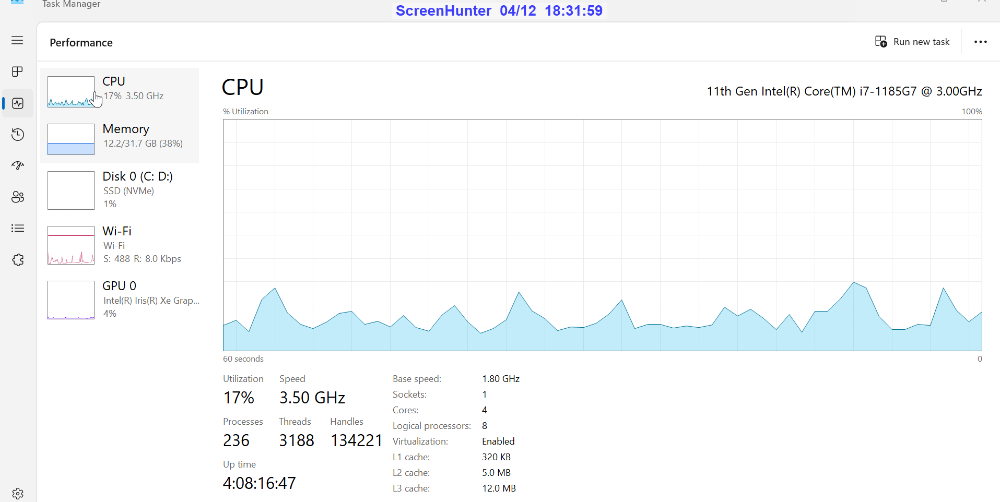 Task Manager
ScreenHunter 04/12 18:31:59
Performance
Run new task
CPU
17% 3.50 GHz
Memory
12.2/31.7 GB (38%)
Disk 0 (C: D:)
SSD (NVMe)
1%
Wi-Fi
Wi-Fi
S: 488 R: 8.0 Kbps
GPU 0
Intel(R) Iris(R) Xe Grap...
4%
CPU
11th Gen Intel(R) Core(TM) i7-1185G7 @ 3.00GHz
% Utilization
100%
60 seconds
0
Utilization
Speed
17%
3.50 GHz
Processes
Threads
Handles
236
3188
134221
Up time
4:08:16:47
Base speed: 1.80 GHz
Sockets: 1
Cores: 4
Logical processors: 8
Virtualization: Enabled
L1 cache: 320 KB
L2 cache: 5.0 MB
L3 cache: 12.0 MB